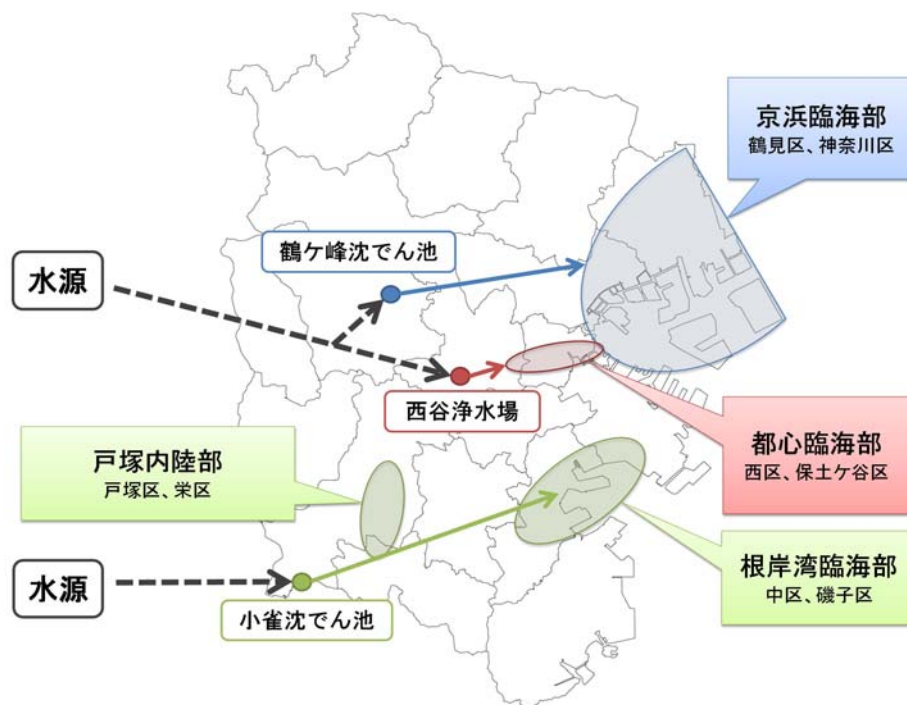 京浜臨海部
鶴見区、神奈川区
鶴ケ峰沈でん池
水源
西谷浄水場
都心臨海部
西区、保土ケ谷区
戸塚内陸部
戸塚区、栄区
根岸湾臨海部
中区、磯子区
水源
小雀沈でん池